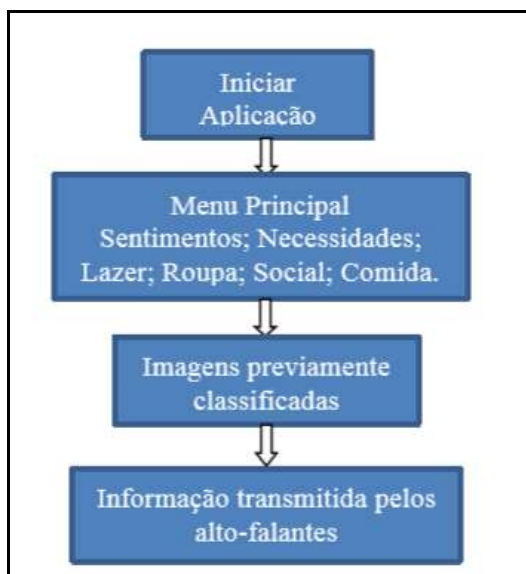 Iniciar
Aplicação
Menu Principal
Sentimentos; Necessidades;
Lazer; Roupa; Social; Comida.
Imagens previamente
classificadas
Informação transmitida pelos
alto-falantes